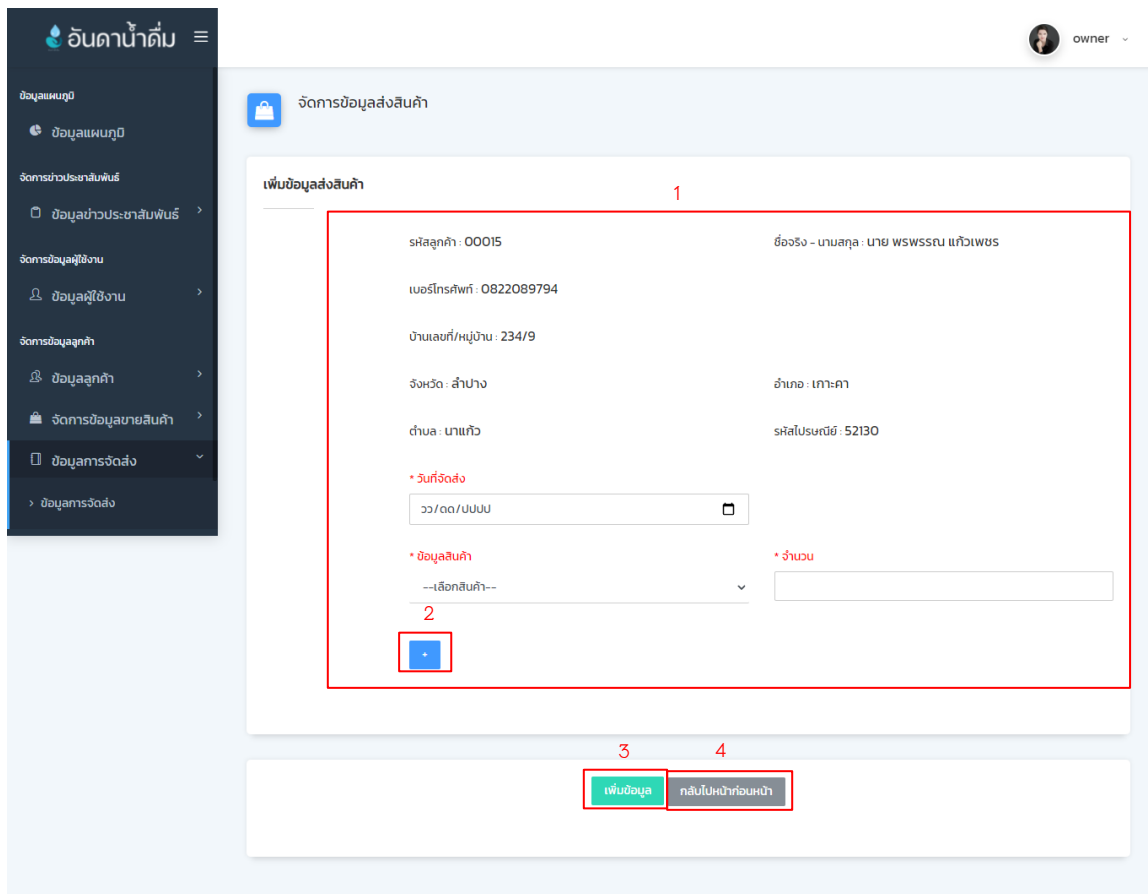 อันดาน้ำดื่ม
owner
ข้อมูลแผนภูมิ
ข้อมูลแผนภูมิ
จัดการข่าวประชาสัมพันธ์
ข้อมูลข่าวประชาสัมพันธ์
จัดการข้อมูลผู้ใช้งาน
ข้อมูลผู้ใช้งาน
จัดการข้อมูลลูกค้า
ข้อมูลลูกค้า
จัดการข้อมูลขายสินค้า
ข้อมูลการจัดส่ง
> ข้อมูลการจัดส่ง
จัดการข้อมูลส่งสินค้า
เพิ่มข้อมูลส่งสินค้า
1
รหัสลูกค้า : 00015 ชื่อจริง - นามสกุล : นาย พรพรรณ แก้วเพชร
เบอร์โทรศัพท์ : 0822089794
บ้านเลขที่/หมู่บ้าน : 234/9
จังหวัด : ลำปาง อำเภอ : เกาะคา
ตำบล : นาแก้ว รหัสไปรษณีย์ : 52130
* วันที่จัดส่ง
วว/ดด/ปปปป
* ข้อมูลสินค้า * จำนวน
--เลือกสินค้า--
2
+
3 4
เพิ่มข้อมูล กลับไปหน้าก่อนหน้า